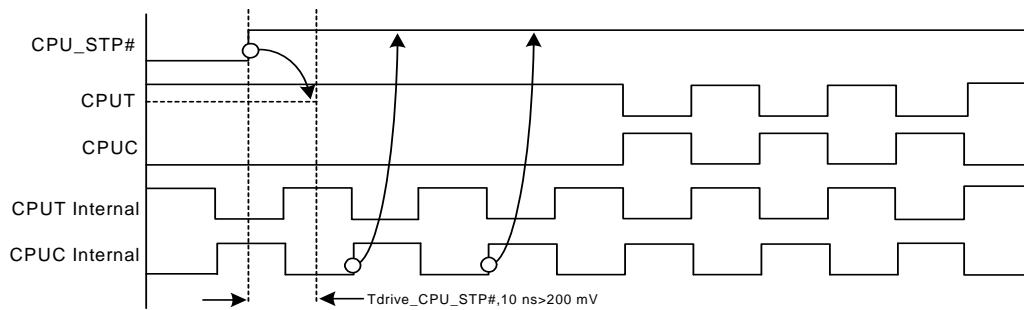 CPU_STP#
CPUT
CPUC
CPUT Internal
CPUC Internal
Tdrive_CPU_STP#,10 ns>200 mV